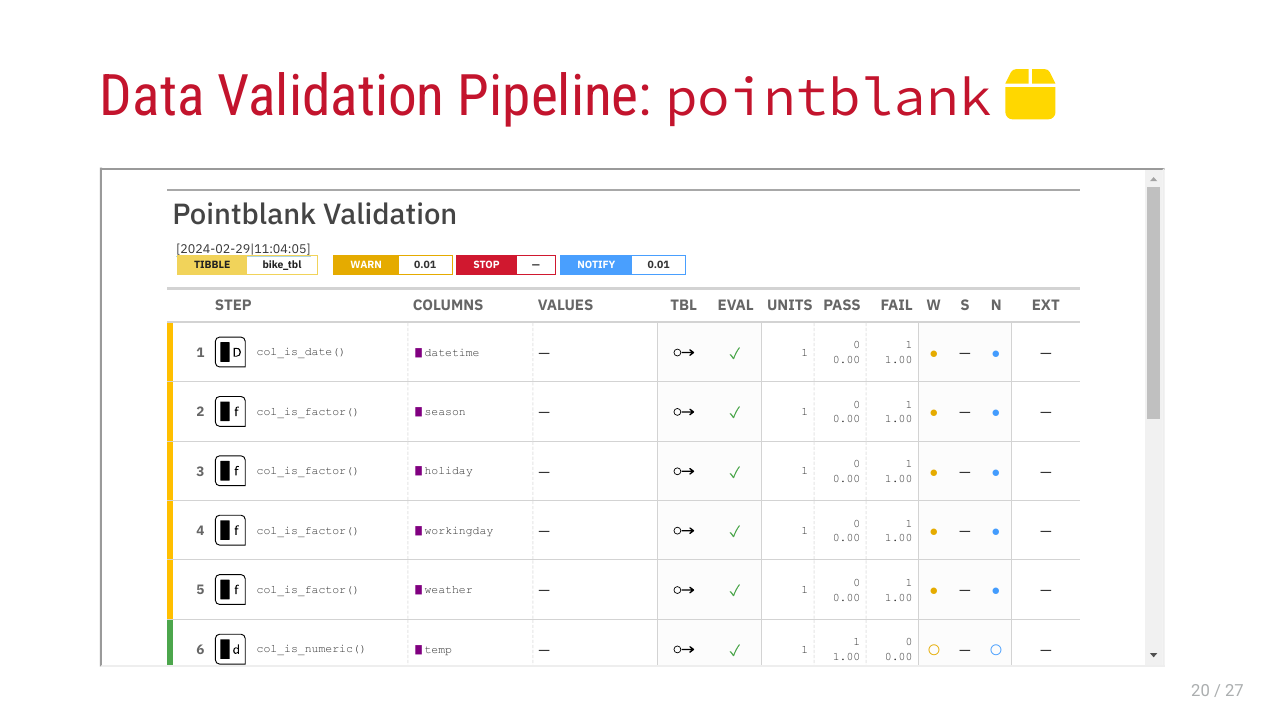 Data Validation Pipeline: pointblank
Pointblank Validation
[2024-02-29|11:04:05]
TIBBLE bike_tbl WARN 0.01 STOP — NOTIFY 0.01
STEP COLUMNS VALUES TBL EVAL UNITS PASS FAIL W S N EXT
1 D col_is_date() datetime — ✓ 1 0 0.00 1 1.00 ● — ● —
2 f col_is_factor() season — ✓ 1 0 0.00 1 1.00 ● — ● —
3 f col_is_factor() holiday — ✓ 1 0 0.00 1 1.00 ● — ● —
4 f col_is_factor() workingday — ✓ 1 0 0.00 1 1.00 ● — ● —
5 f col_is_factor() weather — ✓ 1 0 0.00 1 1.00 ● — ● —
6 d col_is_numeric() temp — ✓ 1 1 1.00 0 0.00 ○ — ○ —
20 / 27